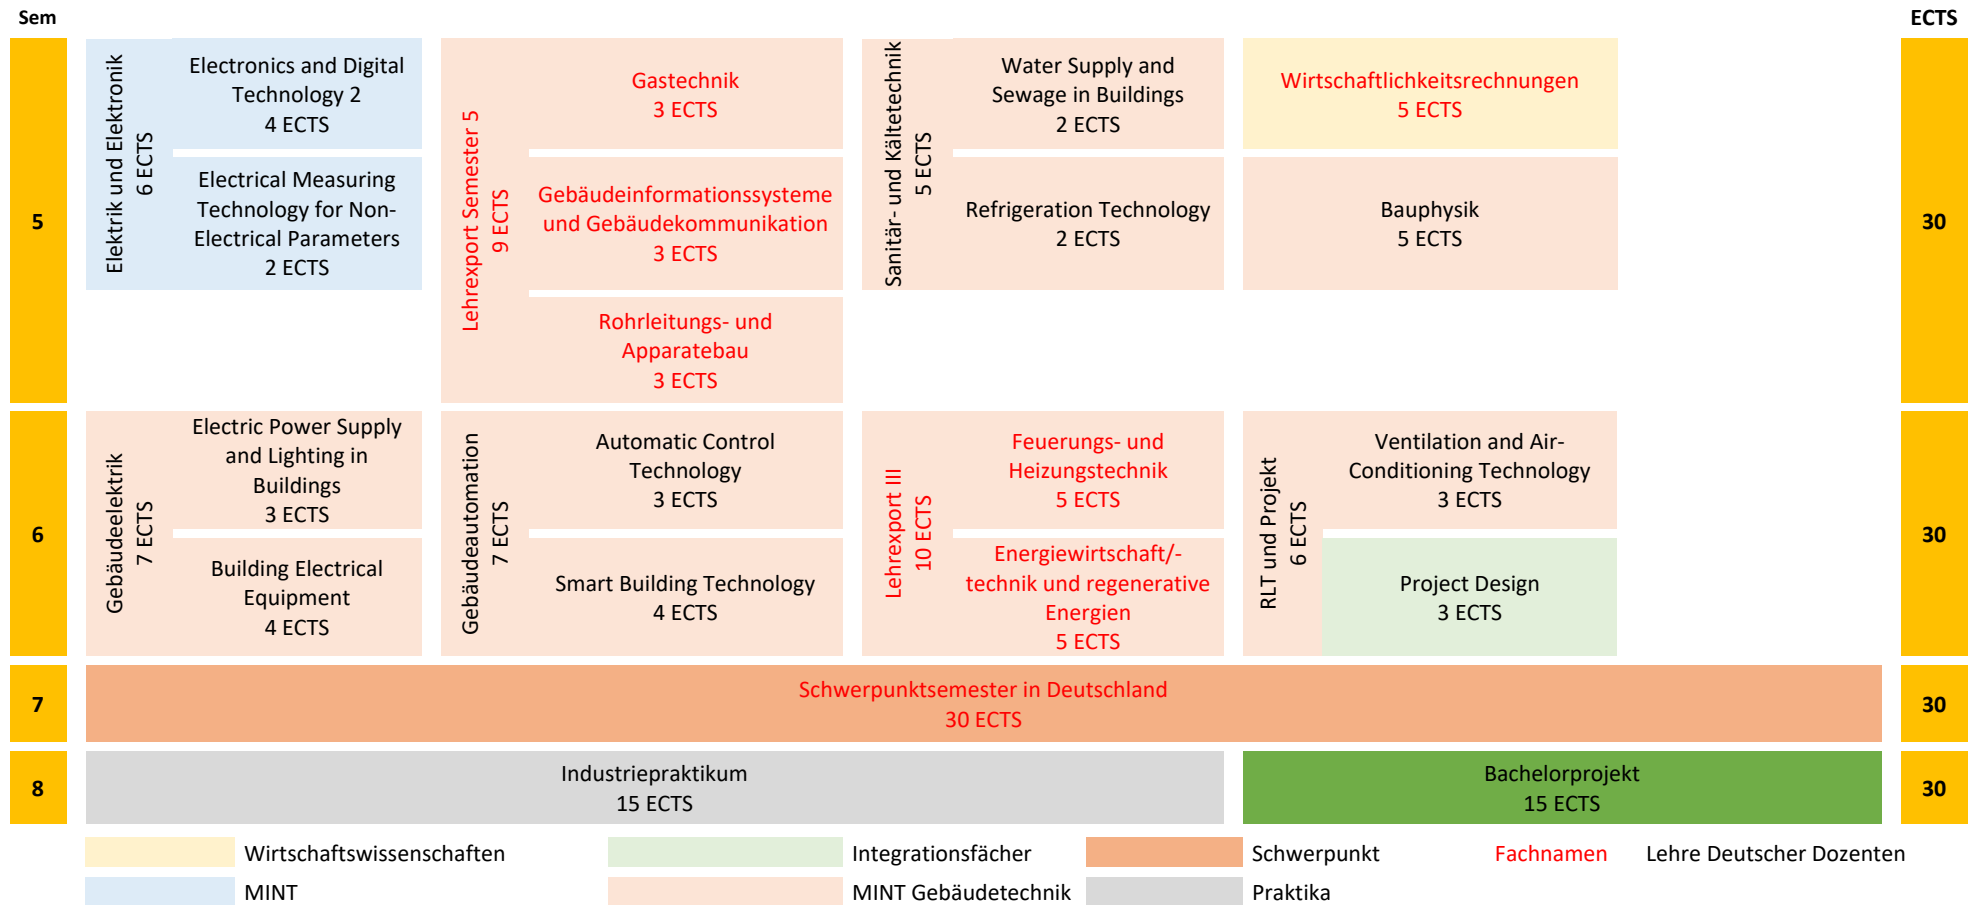 Sem
ECTS
5
Elektrik und Elektronik
6 ECTS
Electronics and Digital
Technology 2
4 ECTS
Electrical Measuring
Technology for Non-
Electrical Parameters
2 ECTS
Lehrexport Semester 5
9 ECTS
Gastechnik
3 ECTS
Gebäudeinformationssysteme
und Gebäudekommunikation
3 ECTS
Rohrleitungs- und
Apparatebau
3 ECTS
Sanitär- und Kältetechnik
5 ECTS
Water Supply and
Sewage in Buildings
2 ECTS
Refrigeration Technology
2 ECTS
Wirtschaftlichkeitsrechnungen
5 ECTS
Bauphysik
5 ECTS
30
6
Gebäudeelektrik
7 ECTS
Electric Power Supply
and Lighting in
Buildings
3 ECTS
Building Electrical
Equipment
4 ECTS
Gebäudeautomation
7 ECTS
Automatic Control
Technology
3 ECTS
Smart Building Technology
4 ECTS
Lehrexport III
10 ECTS
Feuerungs- und
Heizungstechnik
5 ECTS
Energiewirtschaft/-
technik und regenerative
Energien
5 ECTS
RLT und Projekt
6 ECTS
Ventilation and Air-
Conditioning Technology
3 ECTS
Project Design
3 ECTS
30
7
Schwerpunktsemester in Deutschland
30 ECTS
30
8
Industriepraktikum
15 ECTS
Bachelorprojekt
15 ECTS
30
Wirtschaftswissenschaften
Integrationsfächer
Schwerpunkt
Fachnamen
Lehre Deutscher Dozenten
MINT
MINT Gebäudetechnik
Praktika